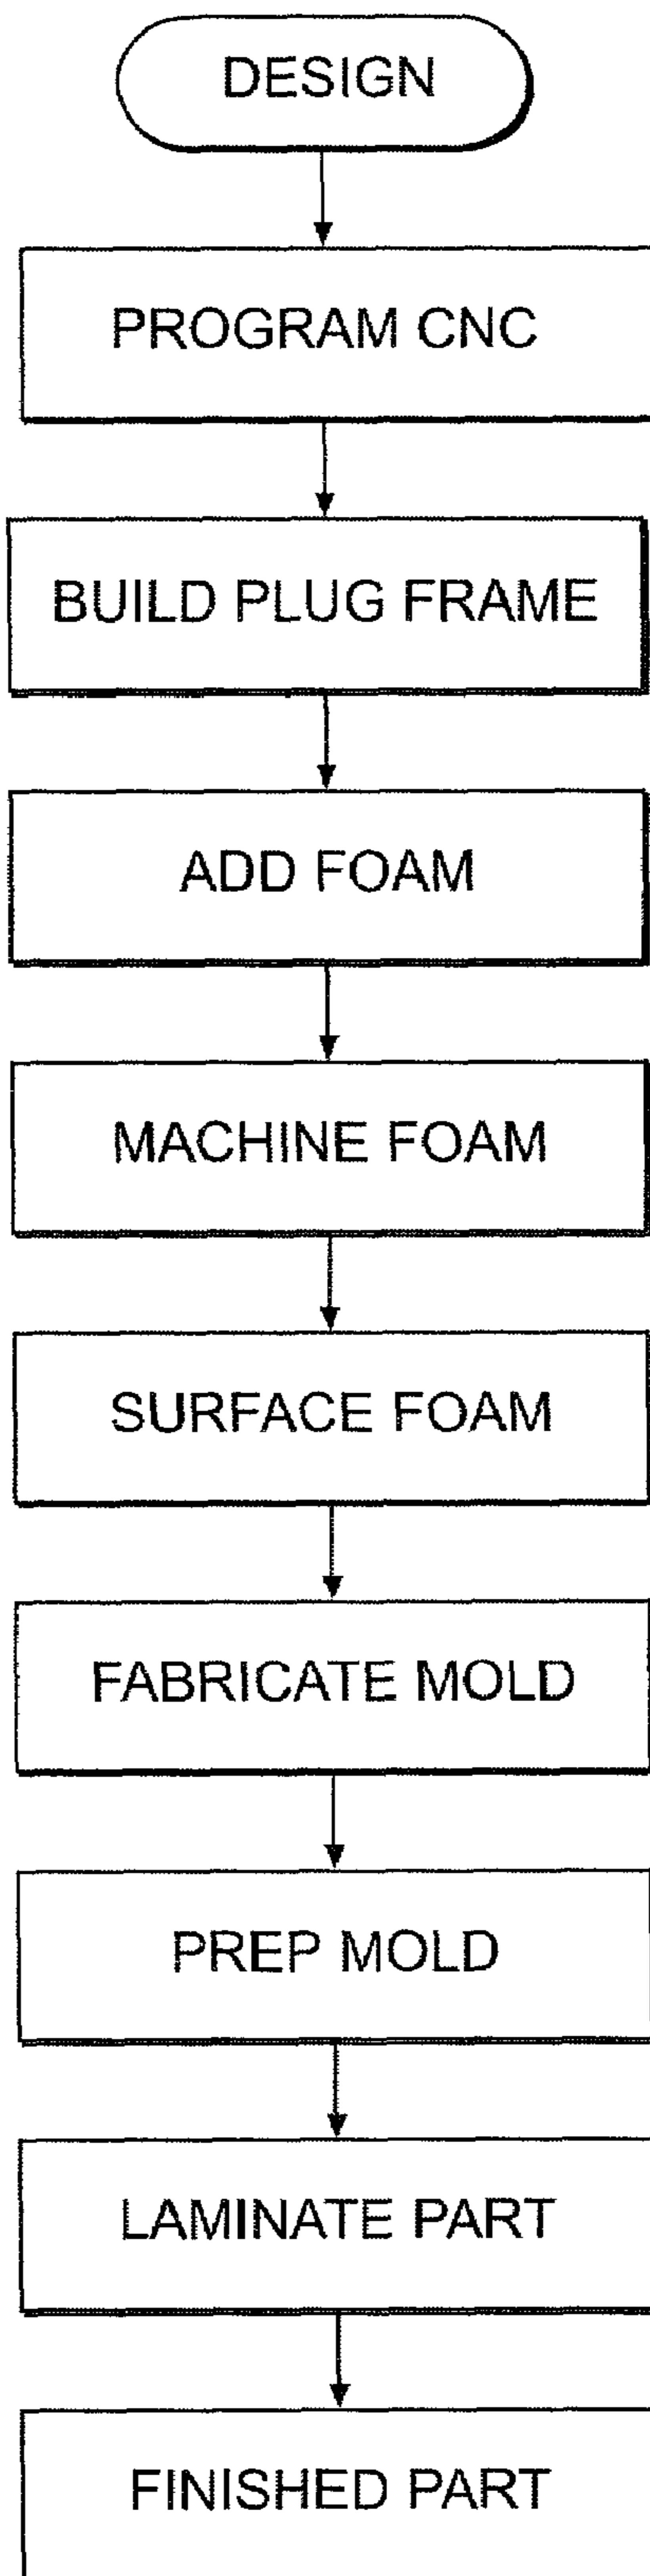 DESIGN
PROGRAM CNC
BUILD PLUG FRAME
ADD FOAM
MACHINE FOAM
SURFACE FOAM
FABRICATE MOLD
PREP MOLD
LAMINATE PART
FINISHED PART